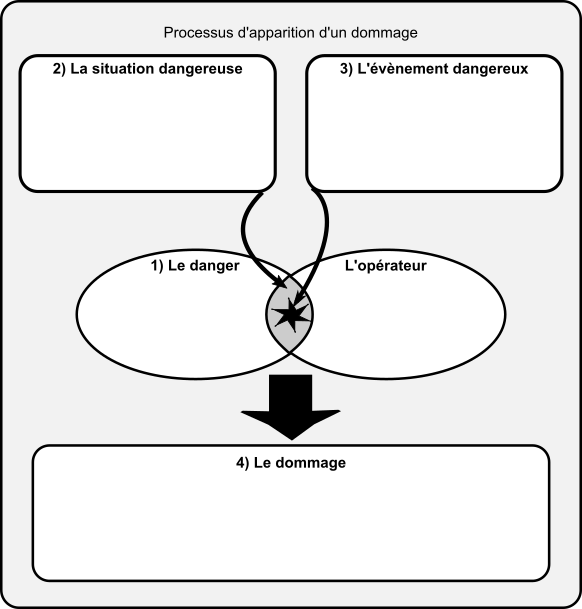 Processus d'apparition d'un dommage
2) La situation dangereuse
3) L'évènement dangereux
1) Le danger
L'opérateur
4) Le dommage